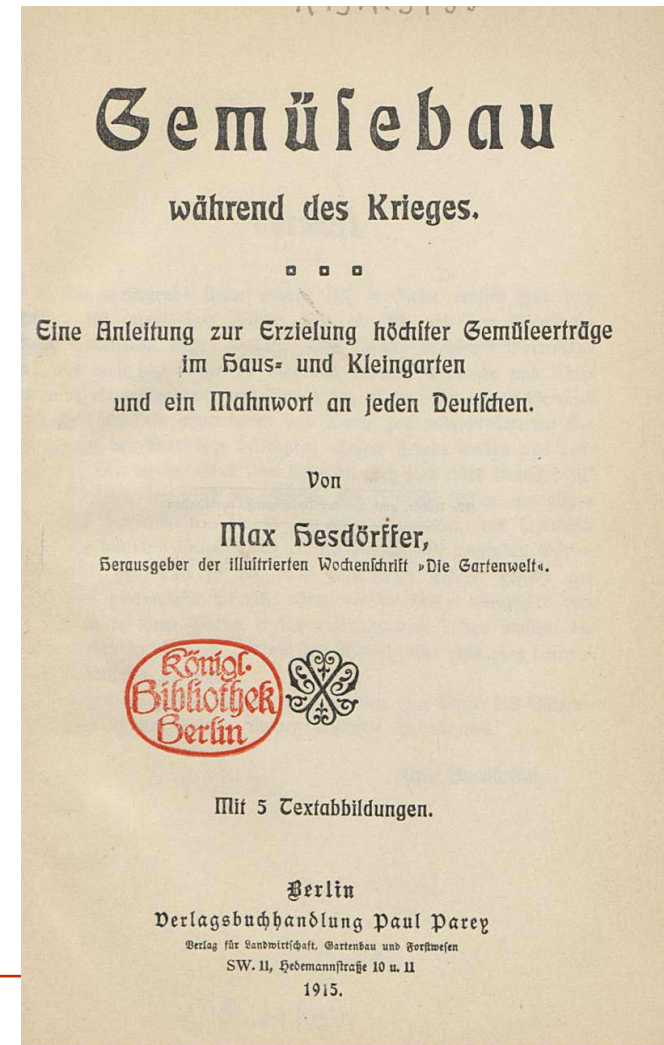 Gemüsebau
während des Krieges.
Eine Anleitung zur Erzielung höchster Gemüseerträge
im Haus- und Kleingarten
und ein Mahnwort an jeden Deutschen.
Von
Max Hesdörffer,
Herausgeber der illustrierten Wochenschrift »Die Gartenwelt«.
Königl.
Bibliothek
Berlin
Mit 5 Textabbildungen.
Berlin
Verlagsbuchhandlung Paul Parey
Verlag für Landwirtschaft, Gartenbau und Forstwesen
SW. 11, Hedemannstraße 10 u. 11
1915.